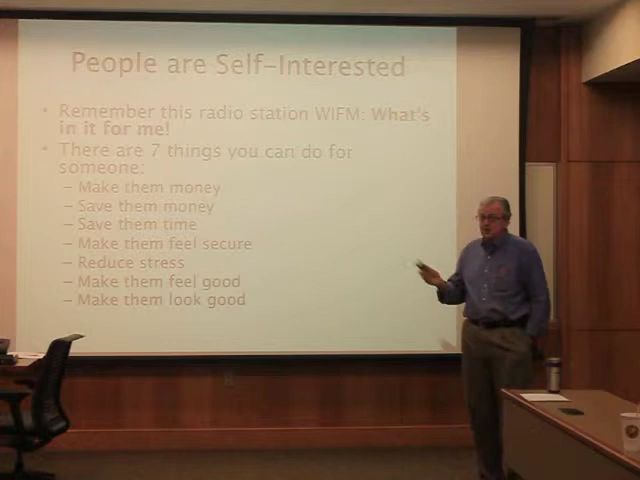 People are Self-Interested
• Remember this radio station WIFM: What's
in it for me!
• There are 7 things you can do for
someone:
– Make them money
– Save them money
– Save them time
– Make them feel secure
– Reduce stress
– Make them feel good
– Make them look good